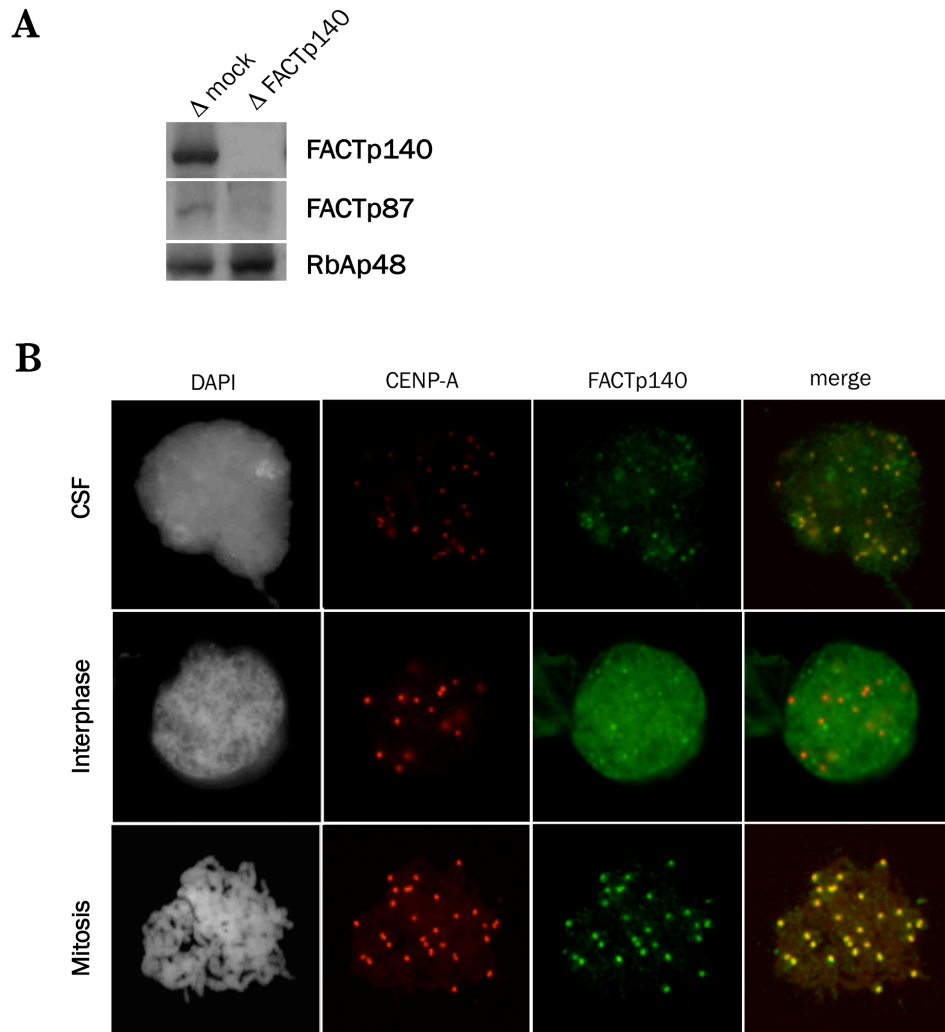 A
Δ mock
Δ FACTp140
FACTp140
FACTp87
RbAp48
B
DAPI
CENP-A
FACTp140
merge
CSF
Interphase
Mitosis